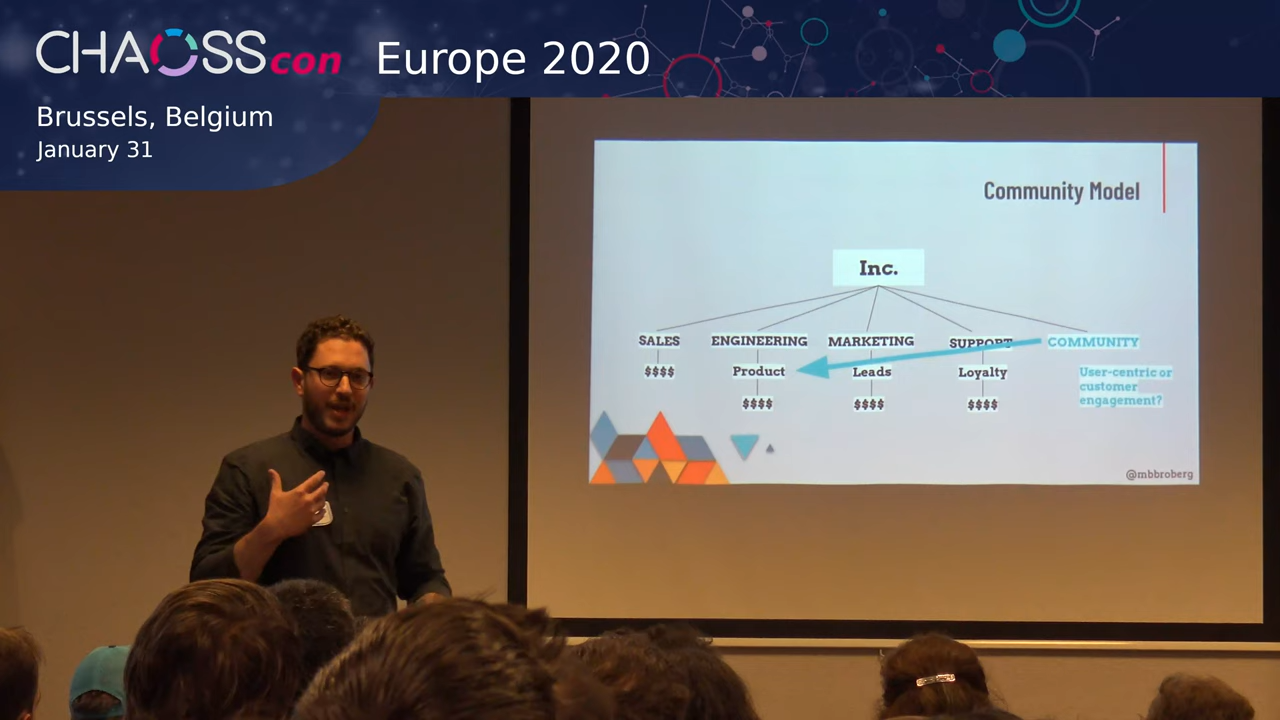 CHAOSScon Europe 2020
Brussels, Belgium
January 31
Community Model
Inc.
SALES ENGINEERING MARKETING SUPPORT COMMUNITY
$$$$ Product Leads Loyalty User-centric or
customer
engagement?
$$$$ $$$$ $$$$
@mbbroberg